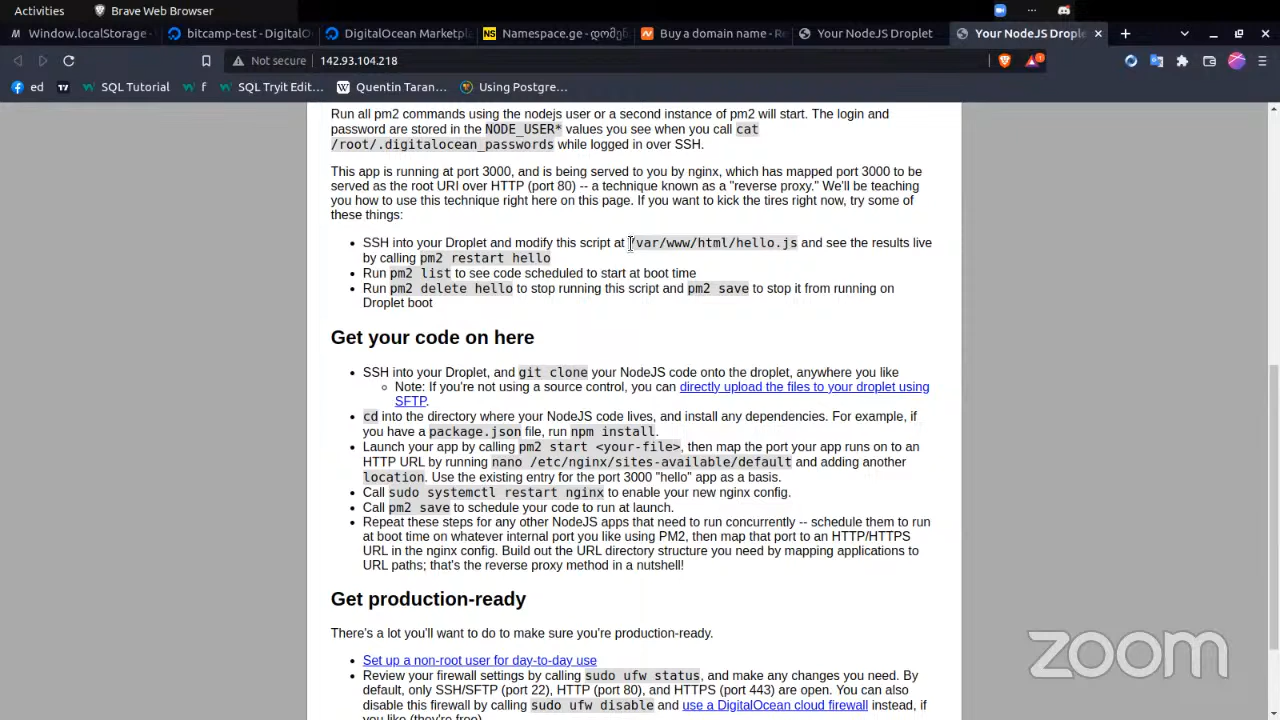 Activities Brave Web Browser
Window.localStorage - bitcamp-test - DigitalO DigitalOcean Marketpl Namespace.ge - დომენ Buy a domain name - Re Your NodeJS Droplet Your NodeJS Drople
Not secure 142.93.104.218
ed SQL Tutorial f SQL Tryit Edit... Quentin Taran... Using Postgre...
Run all pm2 commands using the nodejs user or a second instance of pm2 will start. The login and
password are stored in the NODE_USER* values you see when you call cat
/root/.digitalocean_passwords while logged in over SSH.
This app is running at port 3000, and is being served to you by nginx, which has mapped port 3000 to be
served as the root URI over HTTP (port 80) -- a technique known as a "reverse proxy." We'll be teaching
you how to use this technique right here on this page. If you want to kick the tires right now, try some of
these things:
• SSH into your Droplet and modify this script at /var/www/html/hello.js and see the results live
by calling pm2 restart hello
• Run pm2 list to see code scheduled to start at boot time
• Run pm2 delete hello to stop running this script and pm2 save to stop it from running on
Droplet boot
Get your code on here
• SSH into your Droplet, and git clone your NodeJS code onto the droplet, anywhere you like
Note: If you're not using a source control, you can directly upload the files to your droplet using
SFTP.
• cd into the directory where your NodeJS code lives, and install any dependencies. For example, if
you have a package.json file, run npm install.
• Launch your app by calling pm2 start <your-file>, then map the port your app runs on to an
HTTP URL by running nano /etc/nginx/sites-available/default and adding another
location. Use the existing entry for the port 3000 "hello" app as a basis.
• Call sudo systemctl restart nginx to enable your new nginx config.
• Call pm2 save to schedule your code to run at launch.
• Repeat these steps for any other NodeJS apps that need to run concurrently -- schedule them to run
at boot time on whatever internal port you like using PM2, then map that port to an HTTP/HTTPS
URL in the nginx config. Build out the URL directory structure you need by mapping applications to
URL paths; that's the reverse proxy method in a nutshell!
Get production-ready
There's a lot you'll want to do to make sure you're production-ready.
• Set up a non-root user for day-to-day use
• Review your firewall settings by calling sudo ufw status, and make any changes you need. By
default, only SSH/SFTP (port 22), HTTP (port 80), and HTTPS (port 443) are open. You can also
disable this firewall by calling sudo ufw disable and use a DigitalOcean cloud firewall instead, if
you like (they're free).
zoom